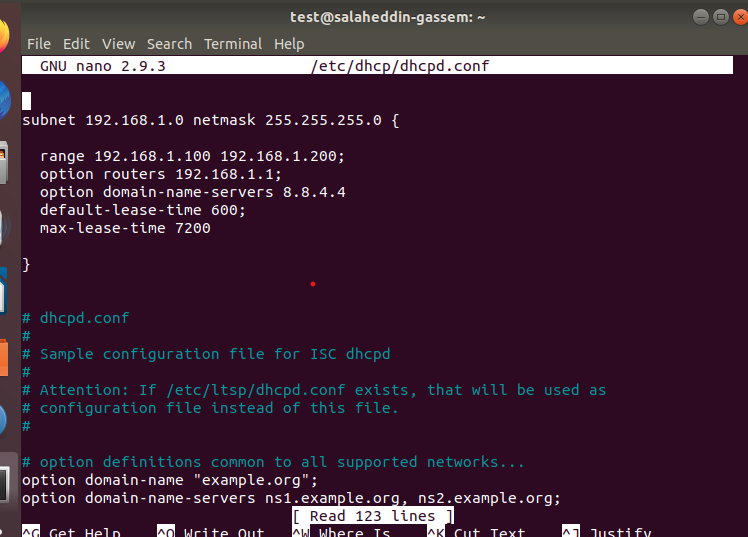 test@salaheddin-gassem: ~
File Edit View Search Terminal Help
GNU nano 2.9.3 /etc/dhcp/dhcpd.conf
subnet 192.168.1.0 netmask 255.255.255.0 {
range 192.168.1.100 192.168.1.200;
option routers 192.168.1.1;
option domain-name-servers 8.8.4.4
default-lease-time 600;
max-lease-time 7200
}
# dhcpd.conf
#
# Sample configuration file for ISC dhcpd
#
# Attention: If /etc/ltsp/dhcpd.conf exists, that will be used as
# configuration file instead of this file.
#
# option definitions common to all supported networks...
option domain-name "example.org";
option domain-name-servers ns1.example.org, ns2.example.org;
[ Read 123 lines ]
^G Get Help ^O Write Out ^W Where Is ^K Cut Text ^J Justify